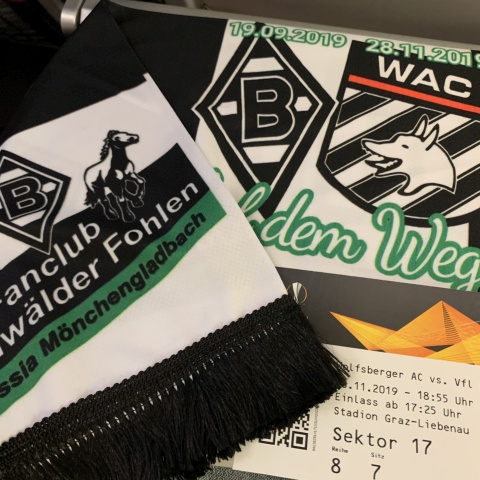 19.09.2019
28.11.2019
WAC
B
B
dem Weg
anclub
wälder Fohlen
ssia Mönchengladbach
olfsberger AC vs. Vfl
.11.2019 - 18:55 Uhr
Einlass ab 17:25 Uhr
Stadion Graz-Liebenau
Sektor 17
Reihe Sitz
8 7